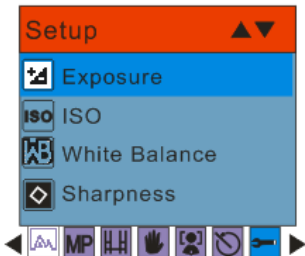 Setup
Exposure
ISO ISO
WB White Balance
Sharpness
MP